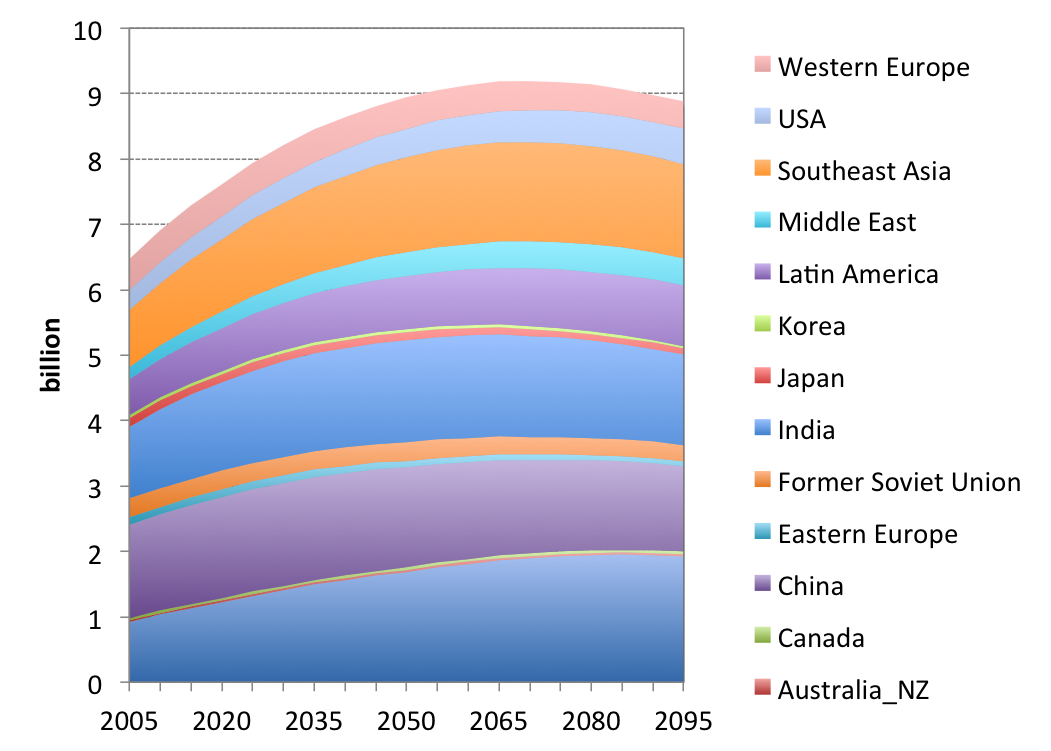 10
9
8
7
6
5
4
3
2
1
0
billion
2005 2020 2035 2050 2065 2080 2095
Western Europe
USA
Southeast Asia
Middle East
Latin America
Korea
Japan
India
Former Soviet Union
Eastern Europe
China
Canada
Australia_NZ